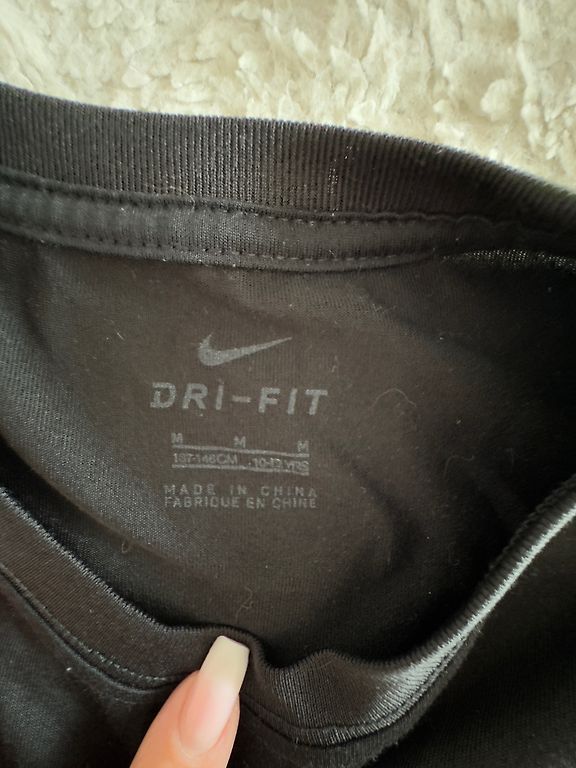 DRI-FIT
M M M
137-146CM 10-12 YRS
MADE IN CHINA
FABRIQUE EN CHINE